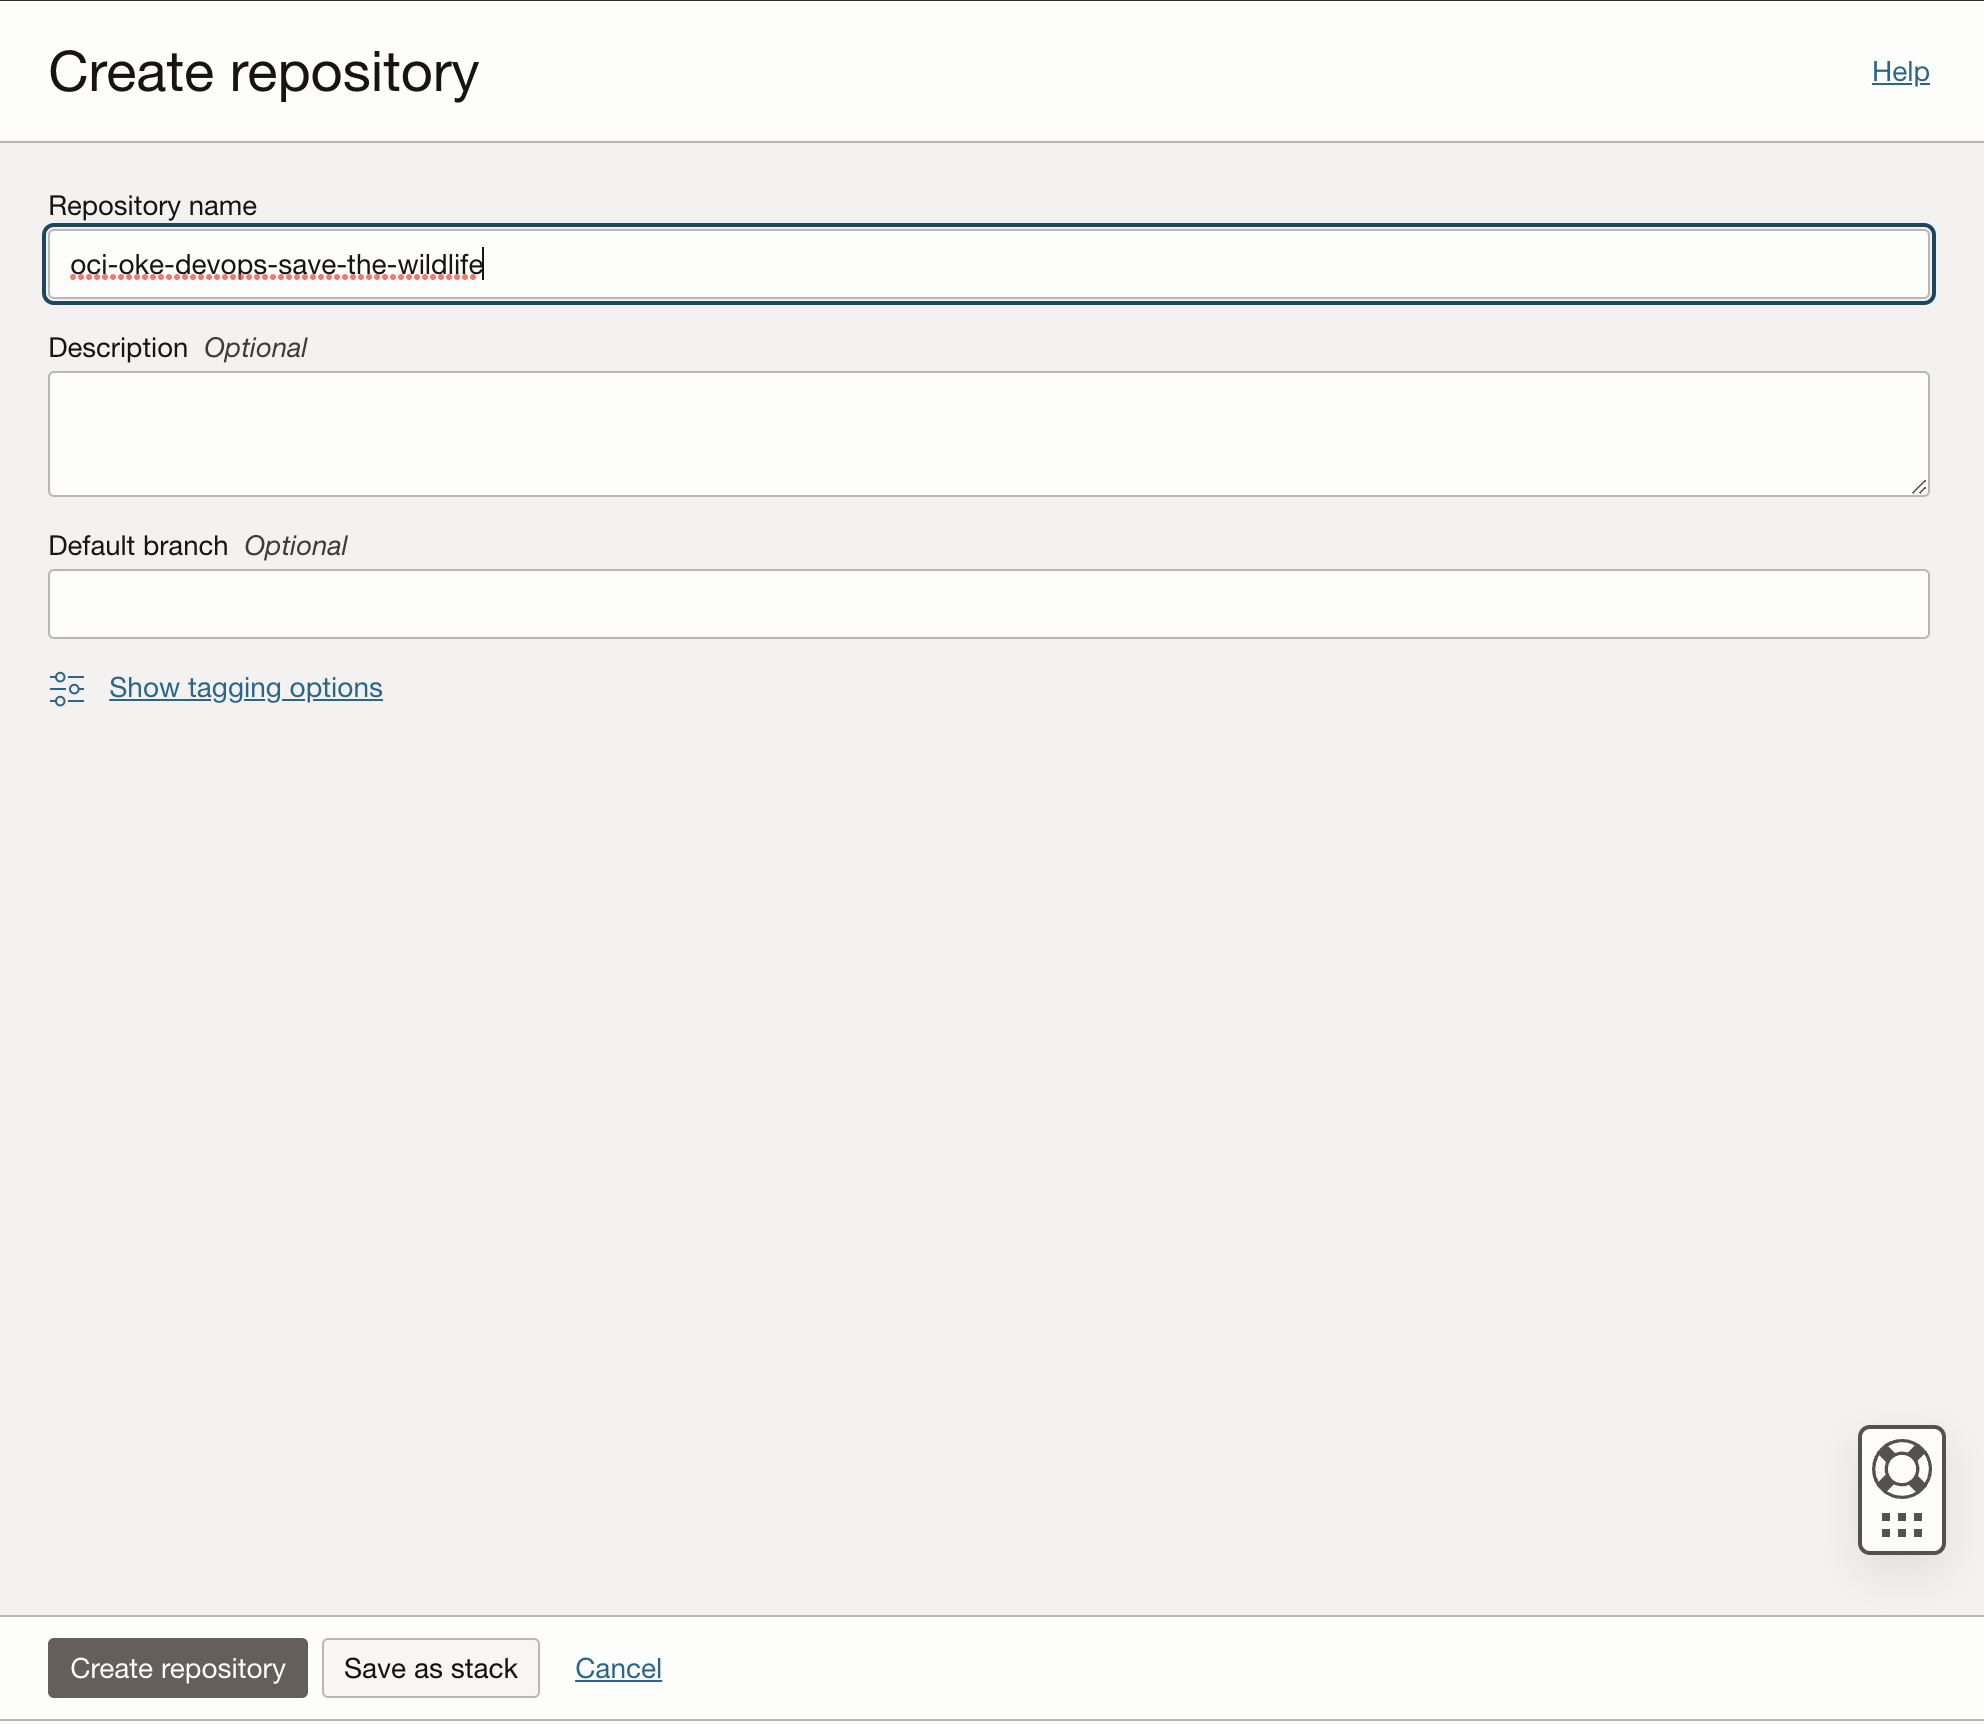 Create repository
Help
Repository name
oci-oke-devops-save-the-wildlife
Description Optional
Default branch Optional
Show tagging options
Create repository
Save as stack
Cancel